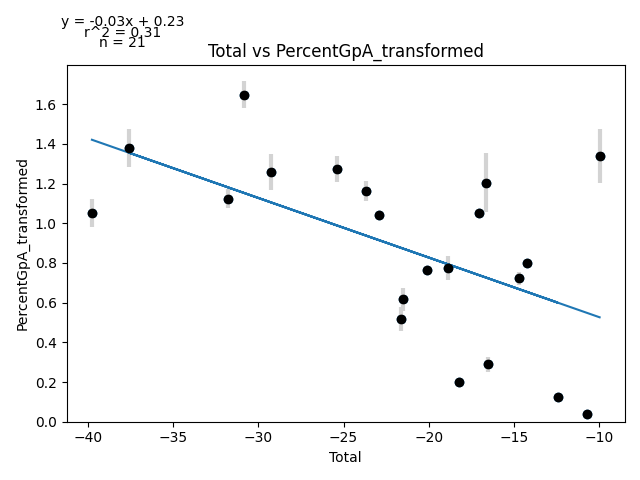 y = -0.03x + 0.23
r^2 = 0.31
n = 21
Total vs PercentGpA_transformed
PercentGpA_transformed
1.6
1.4
1.2
1.0
0.8
0.6
0.4
0.2
0.0
−40
−35
−30
−25
−20
−15
−10
Total